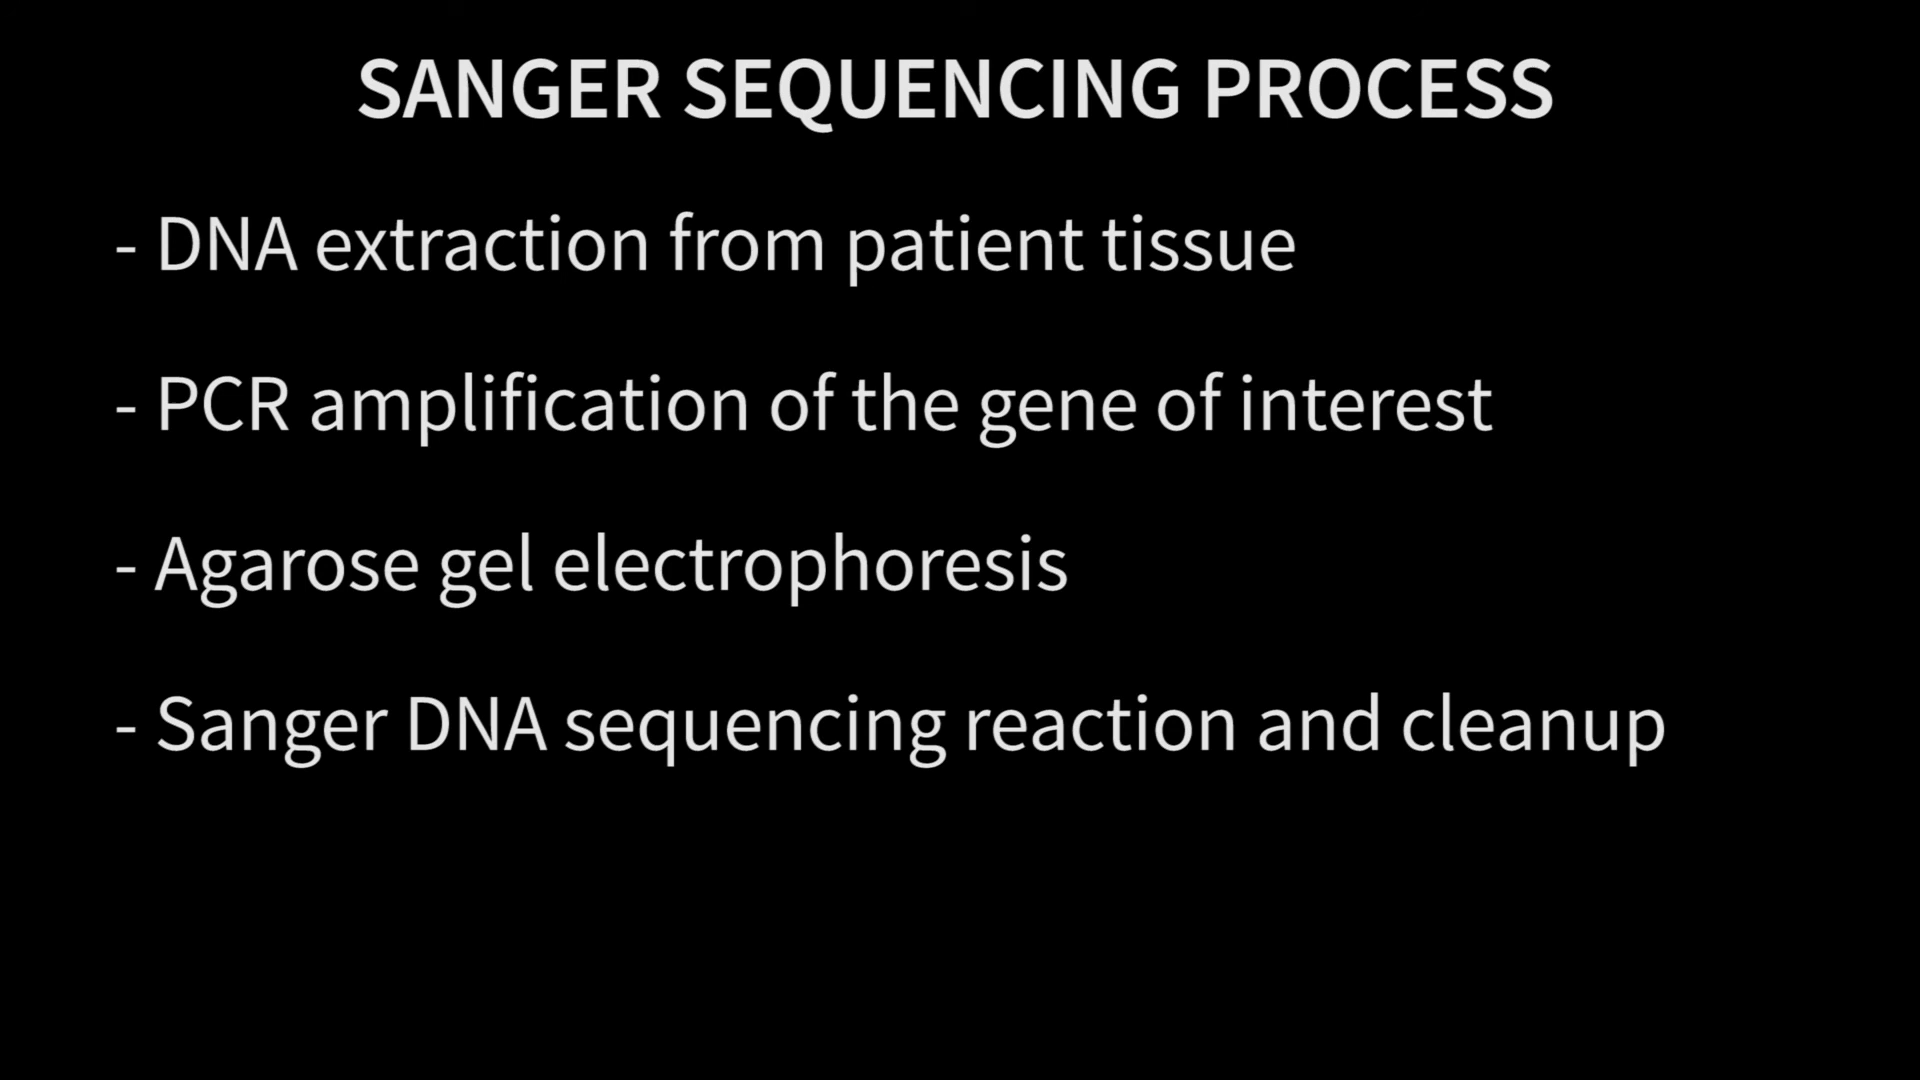 SANGER SEQUENCING PROCESS
- DNA extraction from patient tissue
- PCR amplification of the gene of interest
- Agarose gel electrophoresis
- Sanger DNA sequencing reaction and cleanup